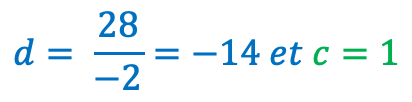 d = 28/−2 = −14 et c = 1